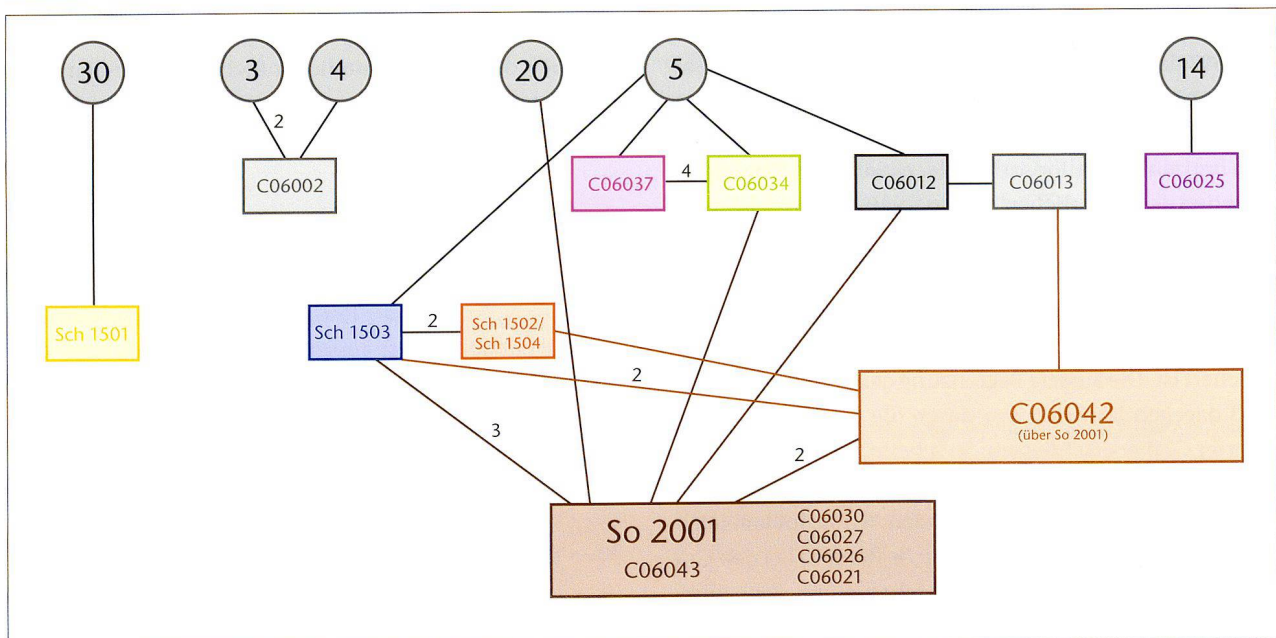 30
3
4
20
5
14
2
C06002
C06037
4
C06034
C06012
C06013
C06025
Sch 1501
Sch 1503
2
Sch 1502/
Sch 1504
2
C06042
(über So 2001)
3
2
So 2001
C06043
C06030
C06027
C06026
C06021